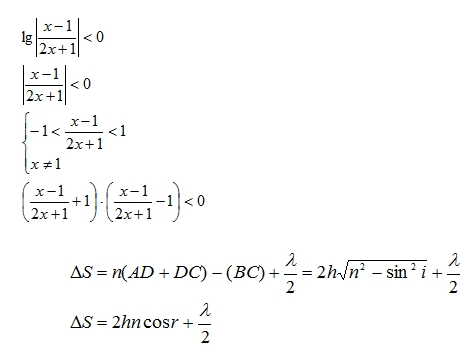 lg|x−1/2x+1|<0
|x−1/2x+1|<0
{−1<x−1/2x+1<1
x≠1
(x−1/2x+1+1)·(x−1/2x+1−1)<0
ΔS = n(AD + DC) − (BC) + λ/2 = 2h√n² − sin² i + λ/2
ΔS = 2hn cos r + λ/2